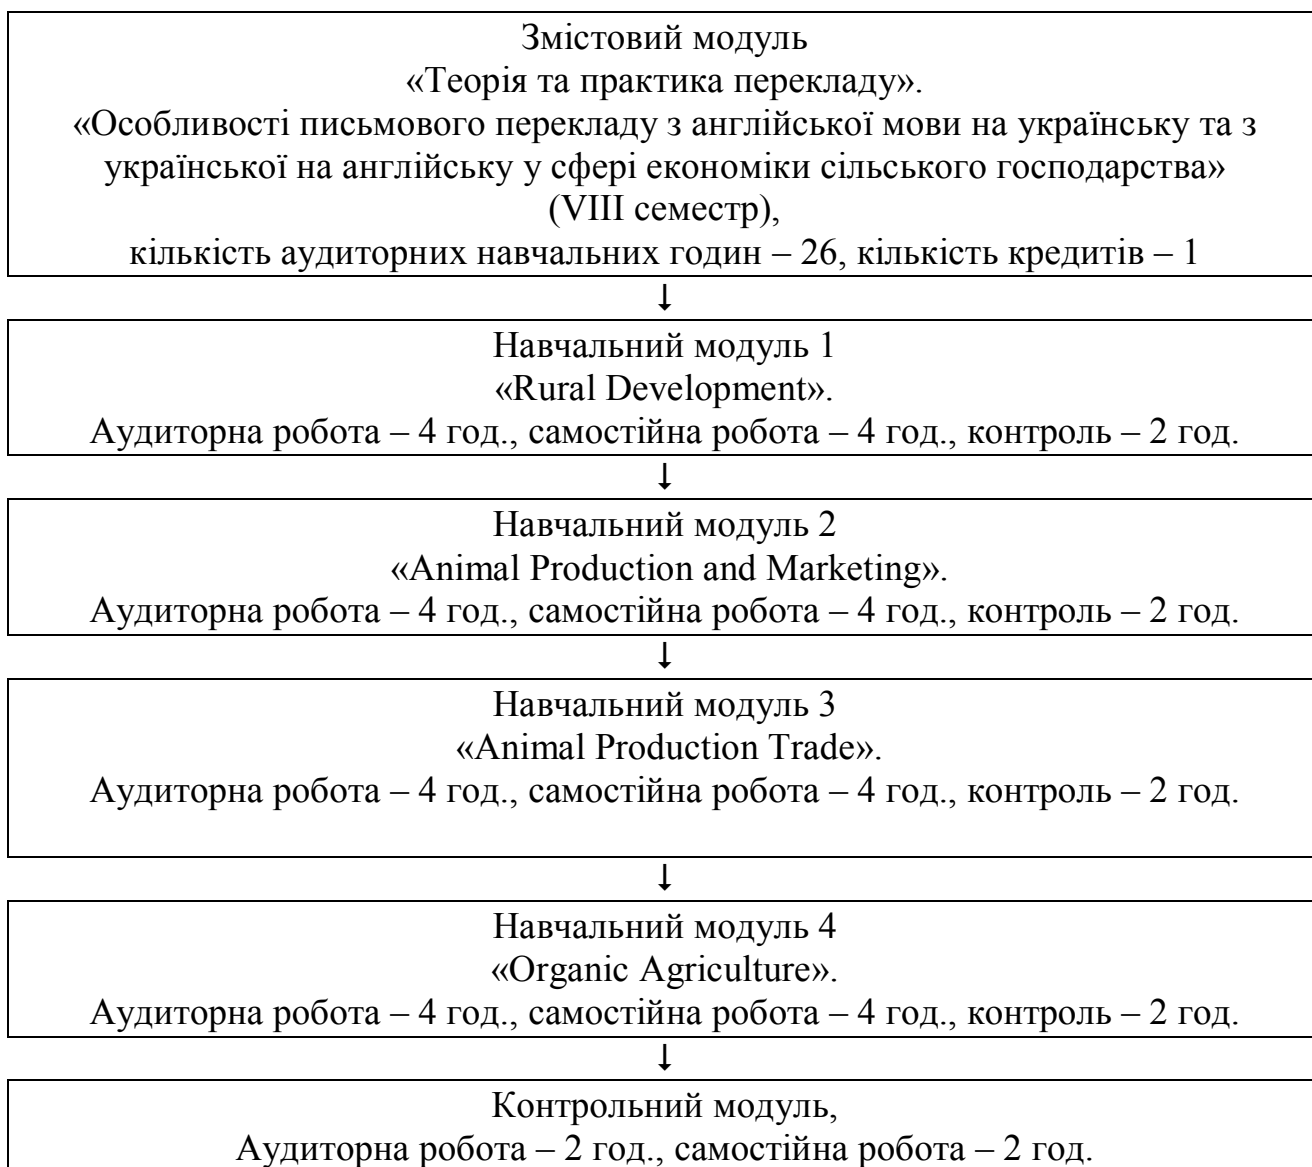 Змістовий модуль
«Теорія та практика перекладу».
«Особливості письмового перекладу з англійської мови на українську та з
української на англійську у сфері економіки сільського господарства»
(VIII семестр),
кількість аудиторних навчальних годин – 26, кількість кредитів – 1
↓
Навчальний модуль 1
«Rural Development».
Аудиторна робота – 4 год., самостійна робота – 4 год., контроль – 2 год.
↓
Навчальний модуль 2
«Animal Production and Marketing».
Аудиторна робота – 4 год., самостійна робота – 4 год., контроль – 2 год.
↓
Навчальний модуль 3
«Animal Production Trade».
Аудиторна робота – 4 год., самостійна робота – 4 год., контроль – 2 год.
↓
Навчальний модуль 4
«Organic Agriculture».
Аудиторна робота – 4 год., самостійна робота – 4 год., контроль – 2 год.
↓
Контрольний модуль,
Аудиторна робота – 2 год., самостійна робота – 2 год.